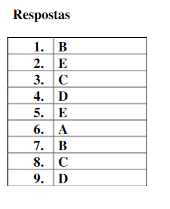 Respostas
1. B
2. E
3. C
4. D
5. E
6. A
7. B
8. C
9. D